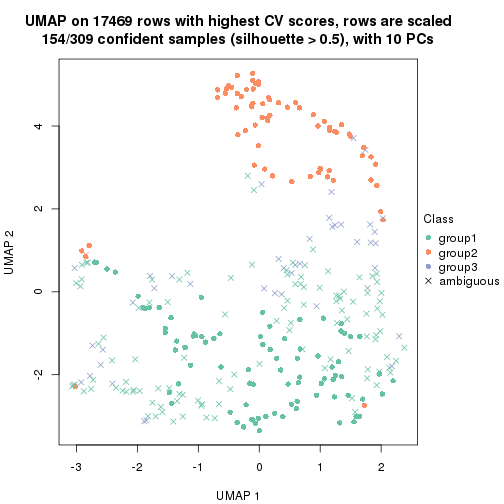 UMAP on 17469 rows with highest CV scores, rows are scaled
154/309 confident samples (silhouette > 0.5), with 10 PCs
UMAP 2
4
2
0
-2
-3
-2
-1
0
1
2
UMAP 1
Class
group1
group2
group3
ambiguous